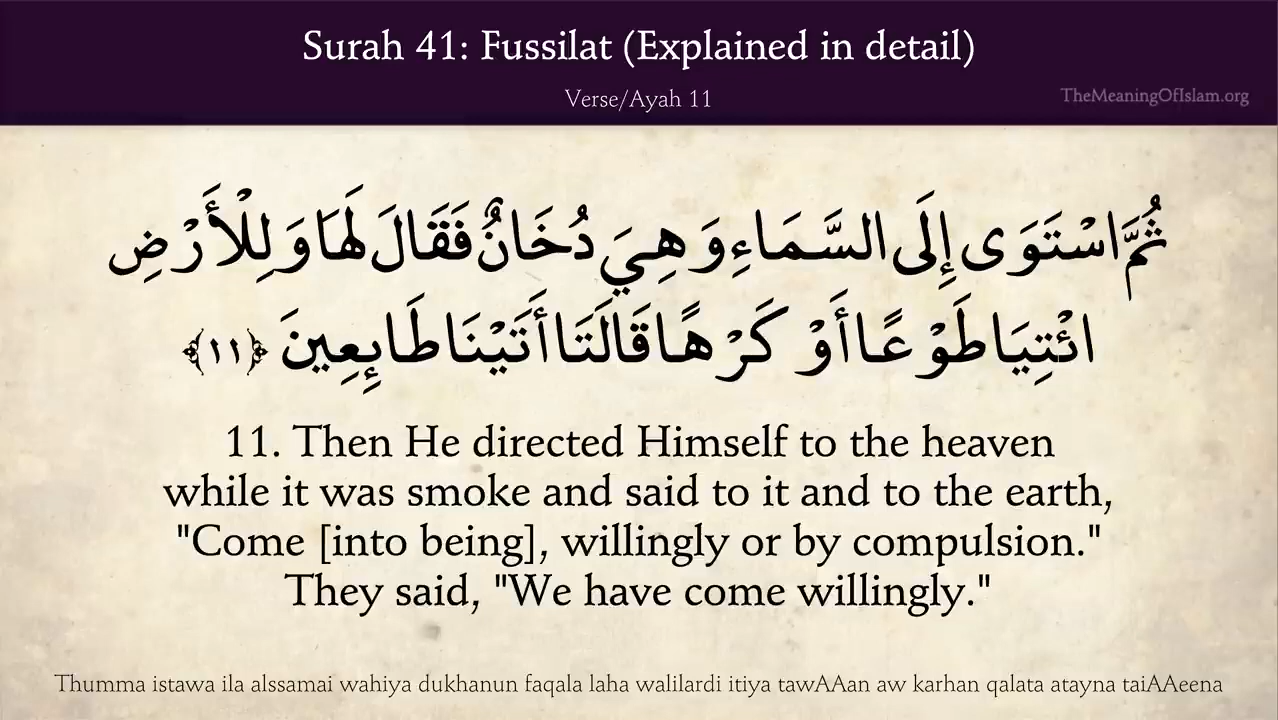 Surah 41: Fussilat (Explained in detail)
Verse/Ayah 11
TheMeaningOfIslam.org
ثُمَّ اسْتَوَى إِلَى السَّمَاءِ وَهِيَ دُخَانٌ فَقَالَ لَهَا وَلِلْأَرْضِ
ائْتِيَا طَوْعًا أَوْ كَرْهًا قَالَتَا أَتَيْنَا طَايِعِينَ ﴿١١﴾
11. Then He directed Himself to the heaven
while it was smoke and said to it and to the earth,
"Come [into being], willingly or by compulsion."
They said, "We have come willingly."
Thumma istawa ila alssamai wahiya dukhanun faqala laha walilardi itiya tawAAan aw karhan qalata atayna taiAAeena